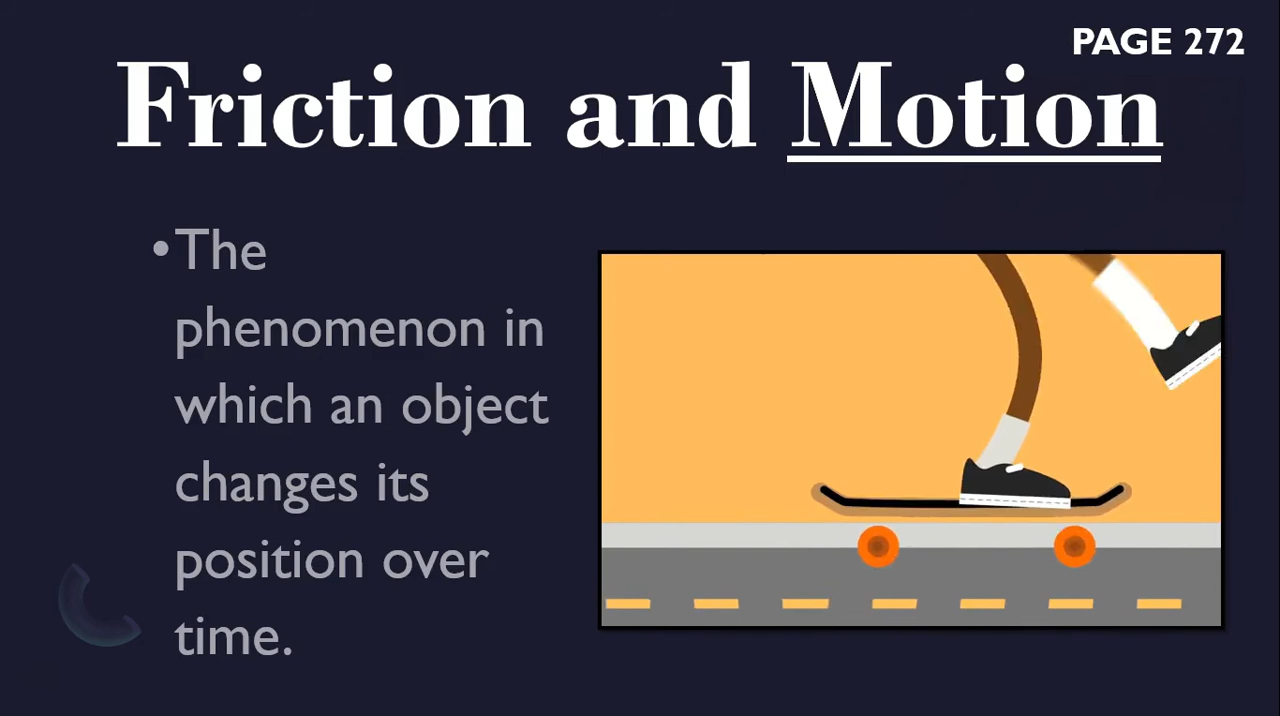 PAGE 272
Friction and Motion
•The
phenomenon in
which an object
changes its
position over
time.